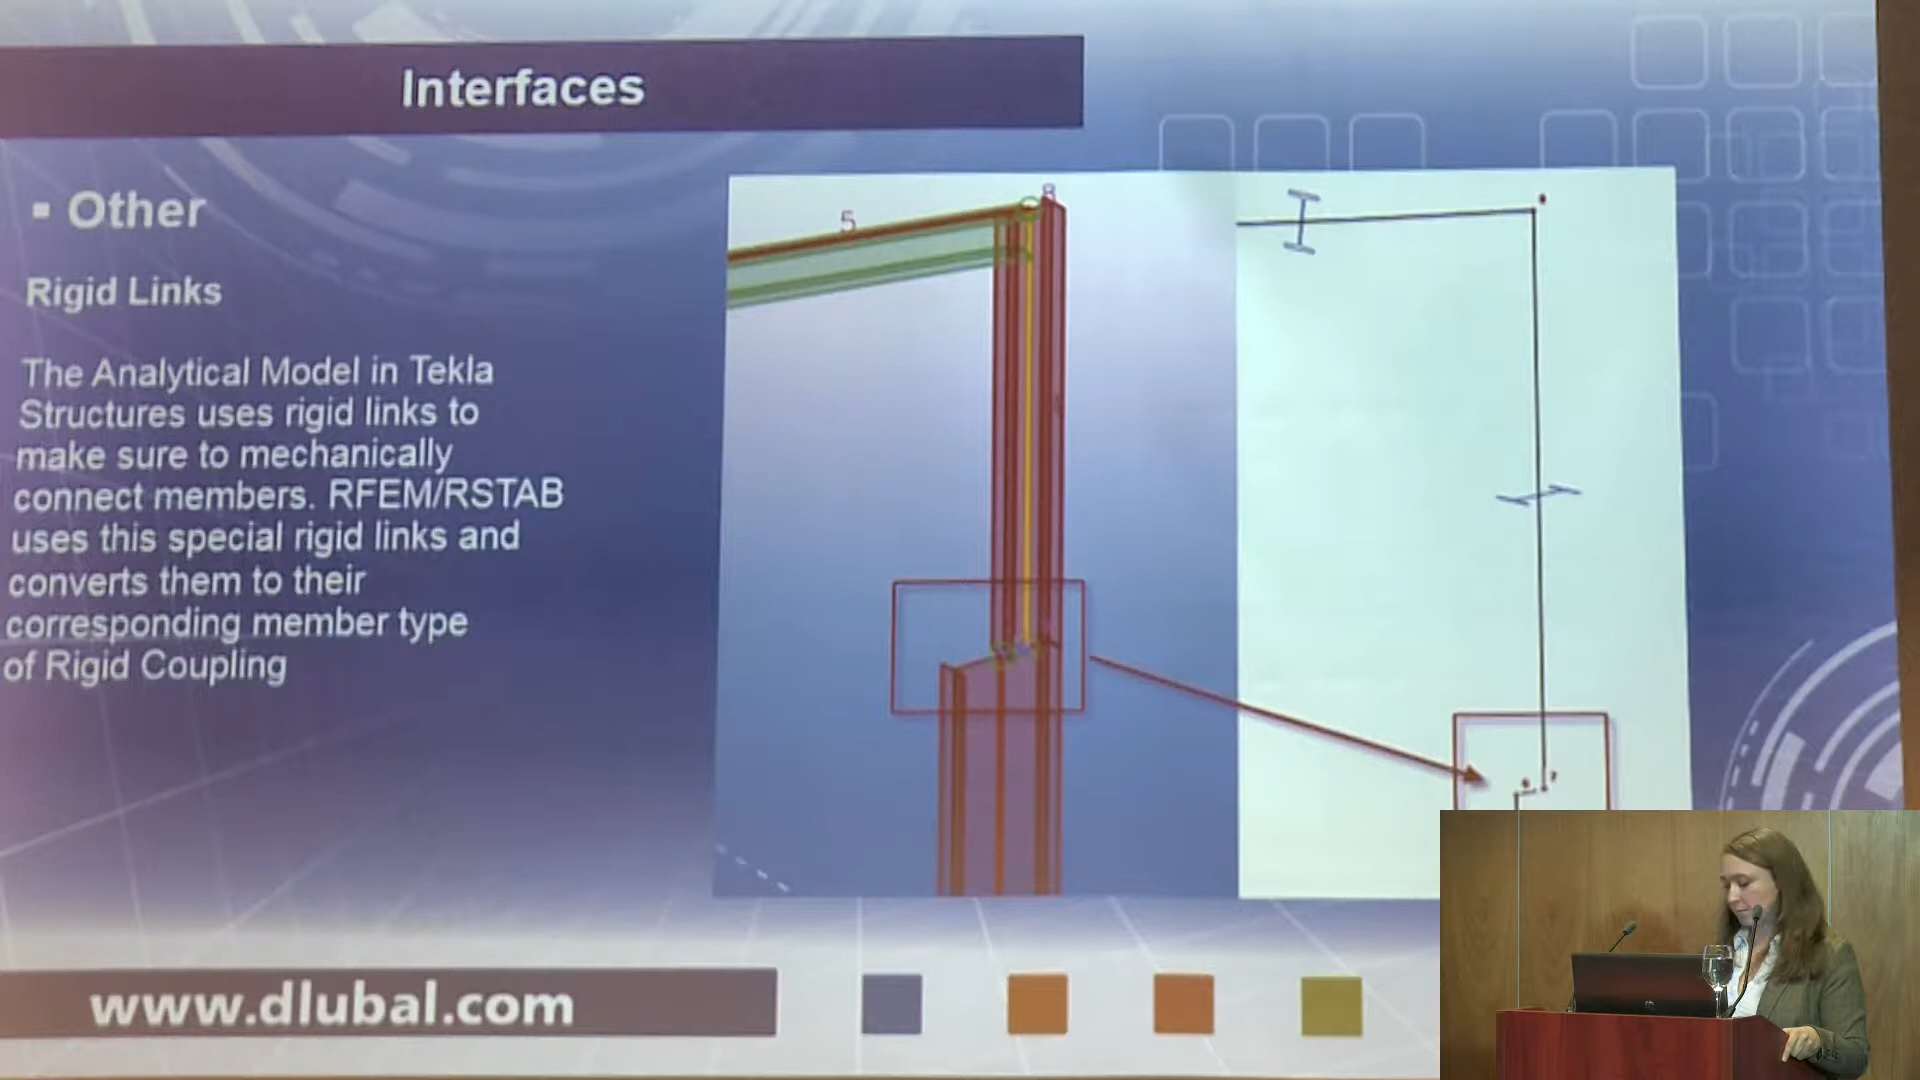 Interfaces
▪ Other
Rigid Links
The Analytical Model in Tekla
Structures uses rigid links to
make sure to mechanically
connect members. RFEM/RSTAB
uses this special rigid links and
converts them to their
corresponding member type
of Rigid Coupling
5
8
www.dlubal.com